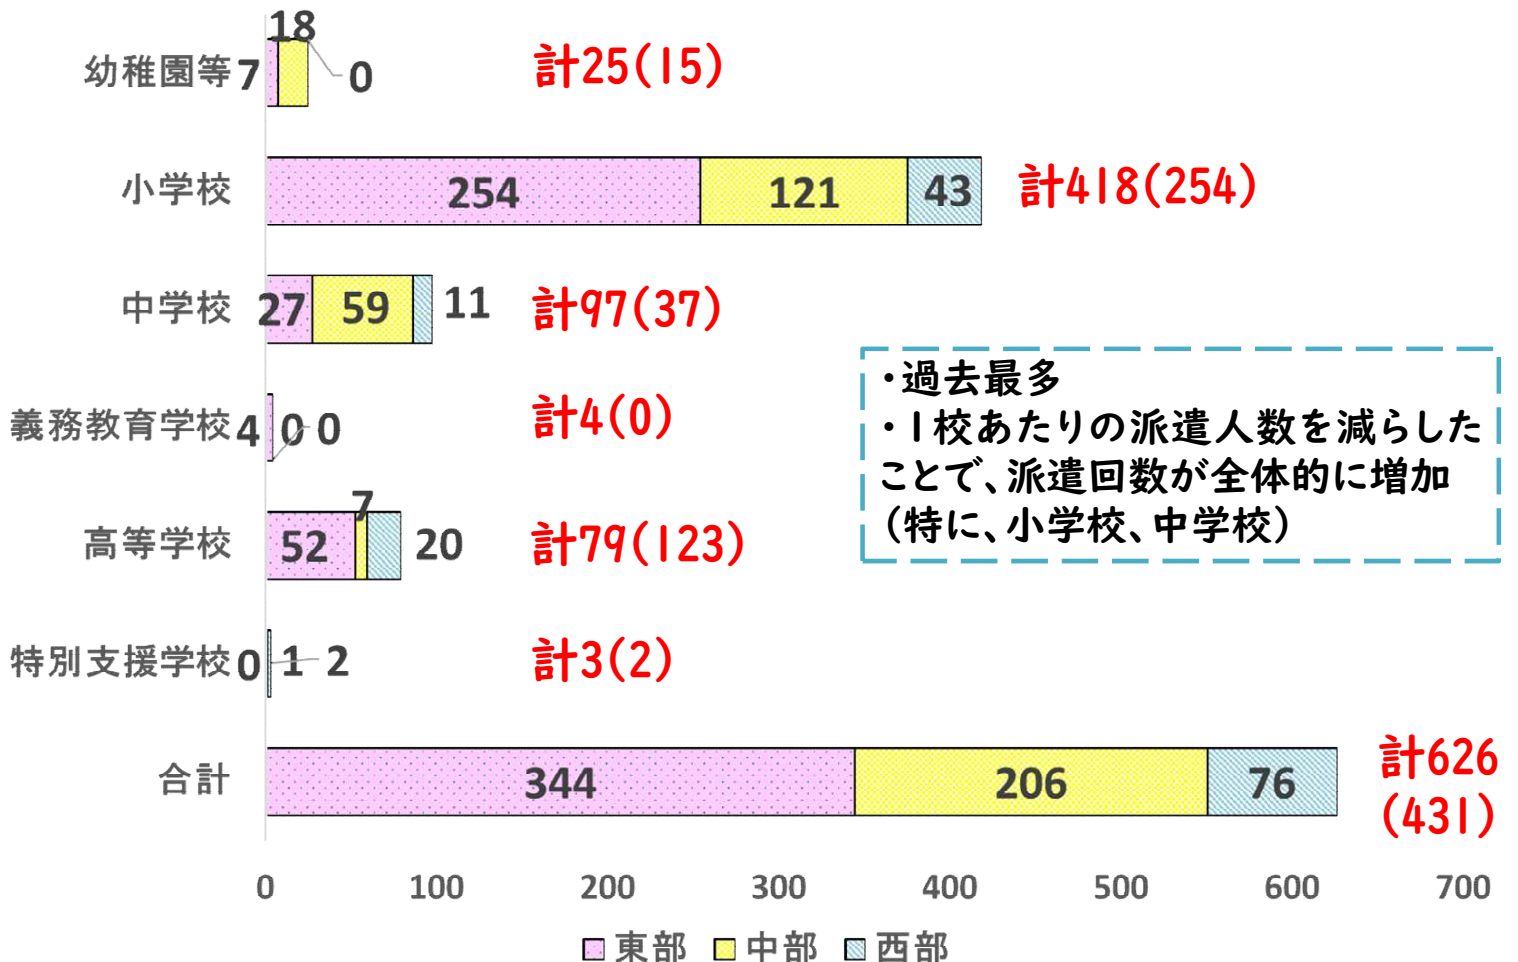 幼稚園等 7 18 0 計25(15)
小学校 254 121 43 計418(254)
中学校 27 59 11 計97(37)
義務教育学校 4 0 0 計4(0)
高等学校 52 7 20 計79(123)
特別支援学校 0 1 2 計3(2)
合計 344 206 76 計626
(431)
・過去最多
・1校あたりの派遣人数を減らした
ことで、派遣回数が全体的に増加
(特に、小学校、中学校)
0 100 200 300 400 500 600 700
東部 中部 西部